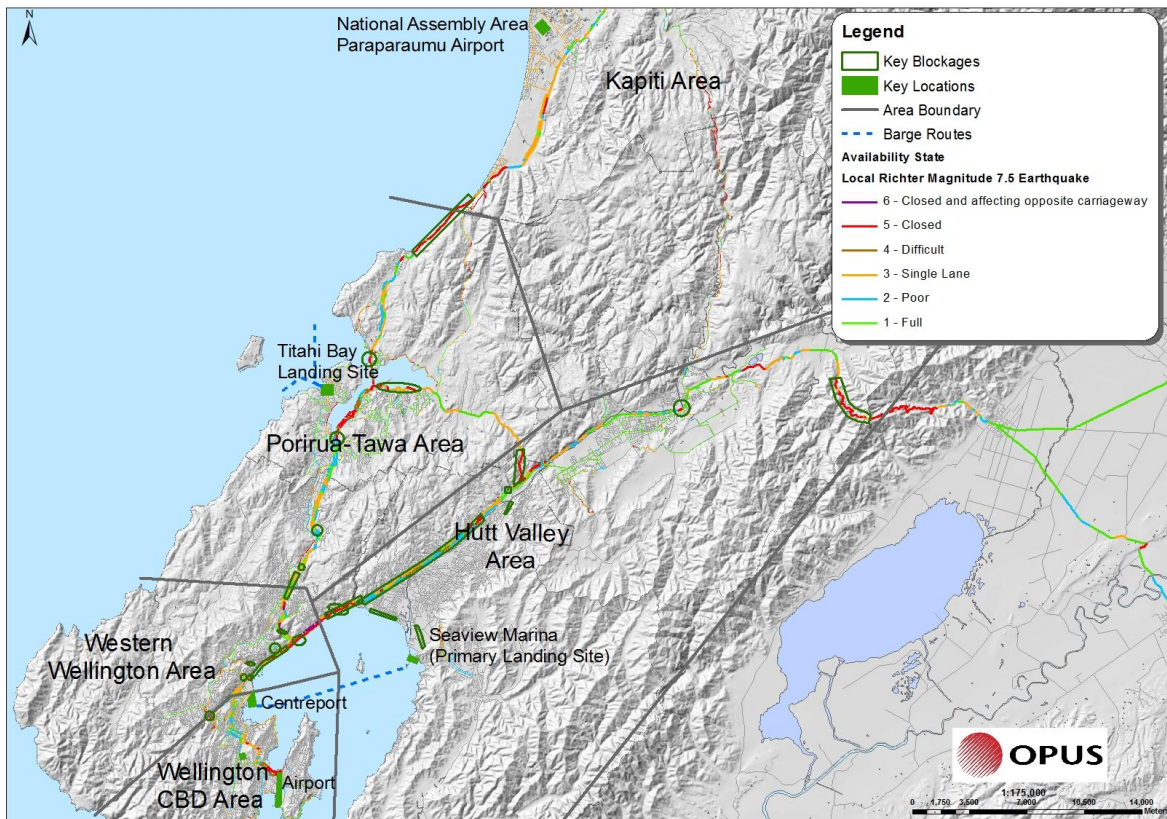 N
National Assembly Area
Paraparaumu Airport
Kapiti Area
Legend
Key Blockages
Key Locations
Area Boundary
Barge Routes
Availability State
Local Richter Magnitude 7.5 Earthquake
6 - Closed and affecting opposite carriageway
5 - Closed
4 - Difficult
3 - Single Lane
2 - Poor
1 - Full
Titahi Bay
Landing Site
Porirua-Tawa Area
Hutt Valley
Area
Western
Wellington Area
Seaview Marina
(Primary Landing Site)
Centreport
Wellington
CBD Area
Airport
OPUS
1:175,000
0 1,750 3,500 7,000 10,500 14,000
Meters